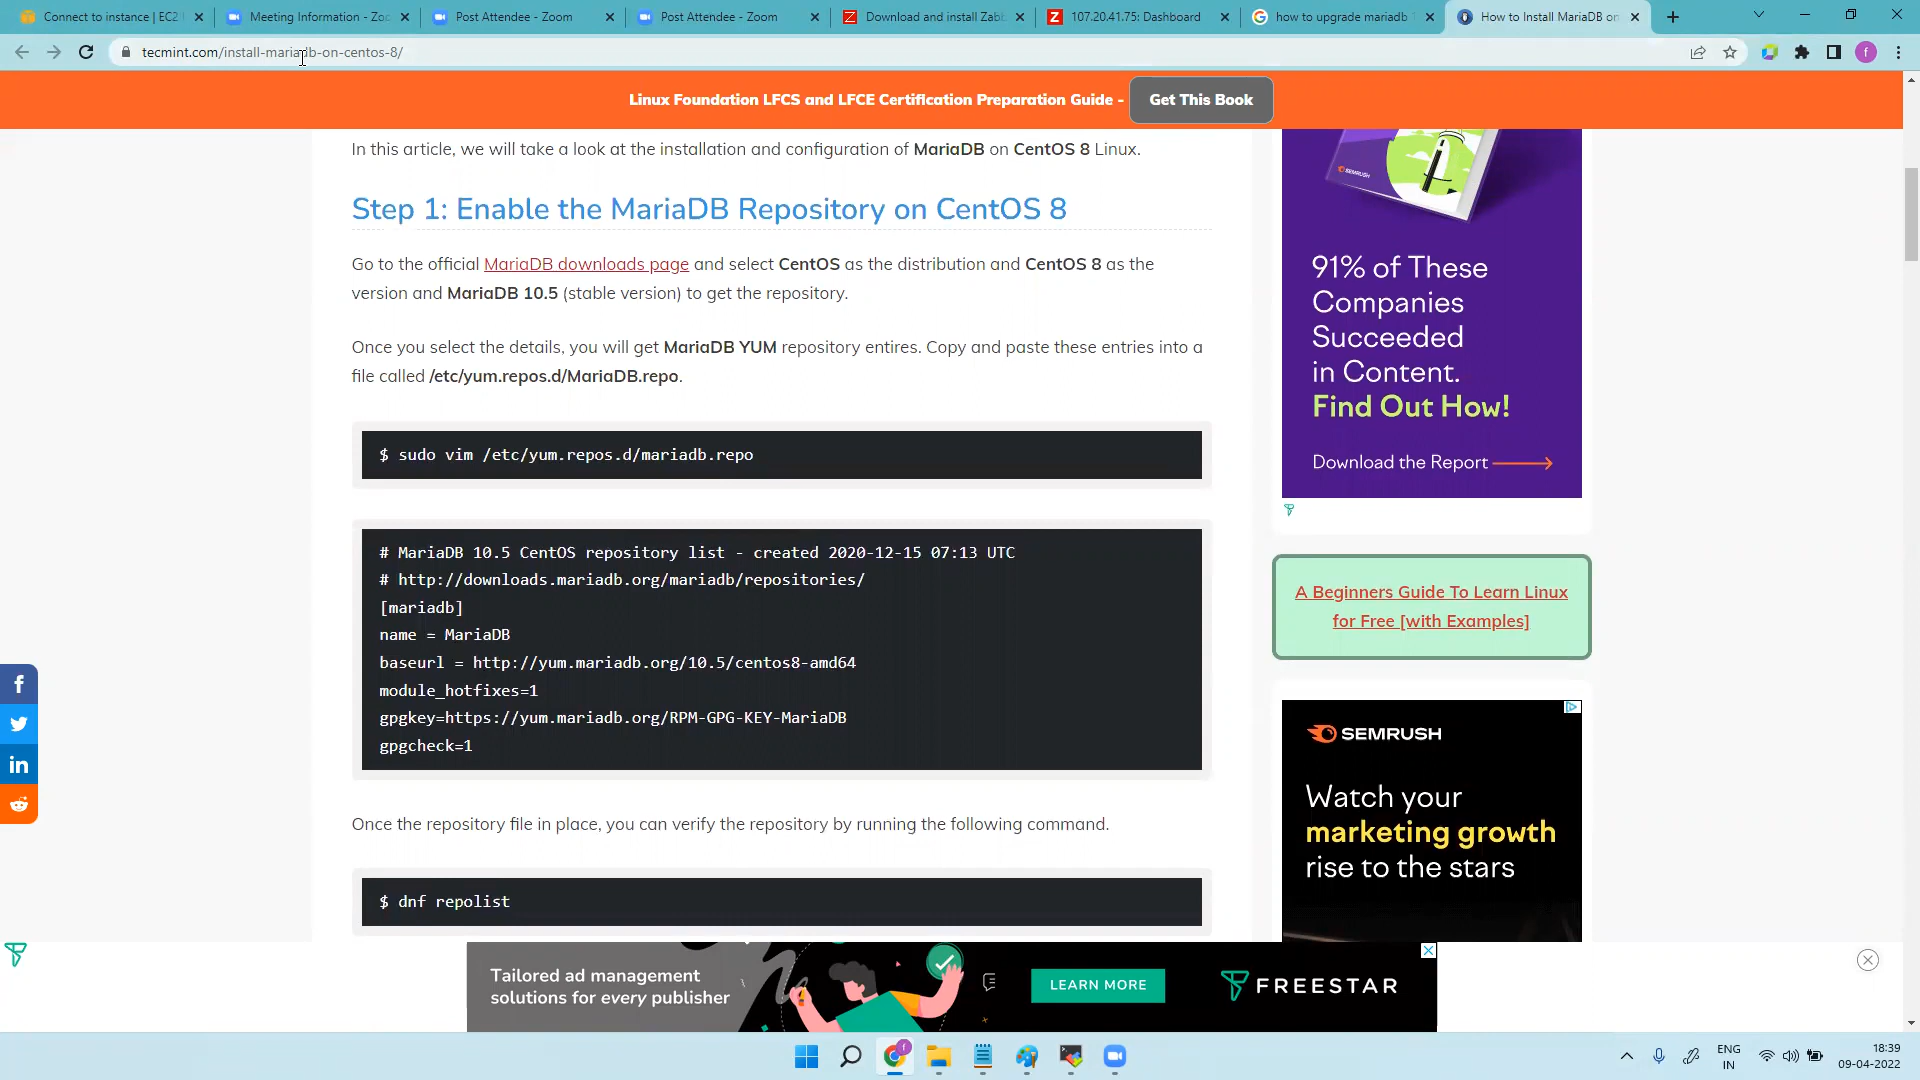 Connect to instance | EC2
Meeting Information - Zoo
Post Attendee - Zoom
Post Attendee - Zoom
Download and install Zabb
107.20.41.75: Dashboard
how to upgrade mariadb
How to Install MariaDB on
tecmint.com/install-mariadb-on-centos-8/
f
Linux Foundation LFCS and LFCE Certification Preparation Guide -
Get This Book
In this article, we will take a look at the installation and configuration of MariaDB on CentOS 8 Linux.
Step 1: Enable the MariaDB Repository on CentOS 8
Go to the official MariaDB downloads page and select CentOS as the distribution and CentOS 8 as the
version and MariaDB 10.5 (stable version) to get the repository.
Once you select the details, you will get MariaDB YUM repository entires. Copy and paste these entries into a
file called /etc/yum.repos.d/MariaDB.repo.
$ sudo vim /etc/yum.repos.d/mariadb.repo
# MariaDB 10.5 CentOS repository list - created 2020-12-15 07:13 UTC
# http://downloads.mariadb.org/mariadb/repositories/
[mariadb]
name = MariaDB
baseurl = http://yum.mariadb.org/10.5/centos8-amd64
module_hotfixes=1
gpgkey=https://yum.mariadb.org/RPM-GPG-KEY-MariaDB
gpgcheck=1
Once the repository file in place, you can verify the repository by running the following command.
$ dnf repolist
SEMRUSH
91% of These
Companies
Succeeded
in Content.
Find Out How!
Download the Report
A Beginners Guide To Learn Linux
for Free [with Examples]
SEMRUSH
Watch your
marketing growth
rise to the stars
Tailored ad management
solutions for every publisher
LEARN MORE
FREESTAR
ENG
IN
18:39
09-04-2022